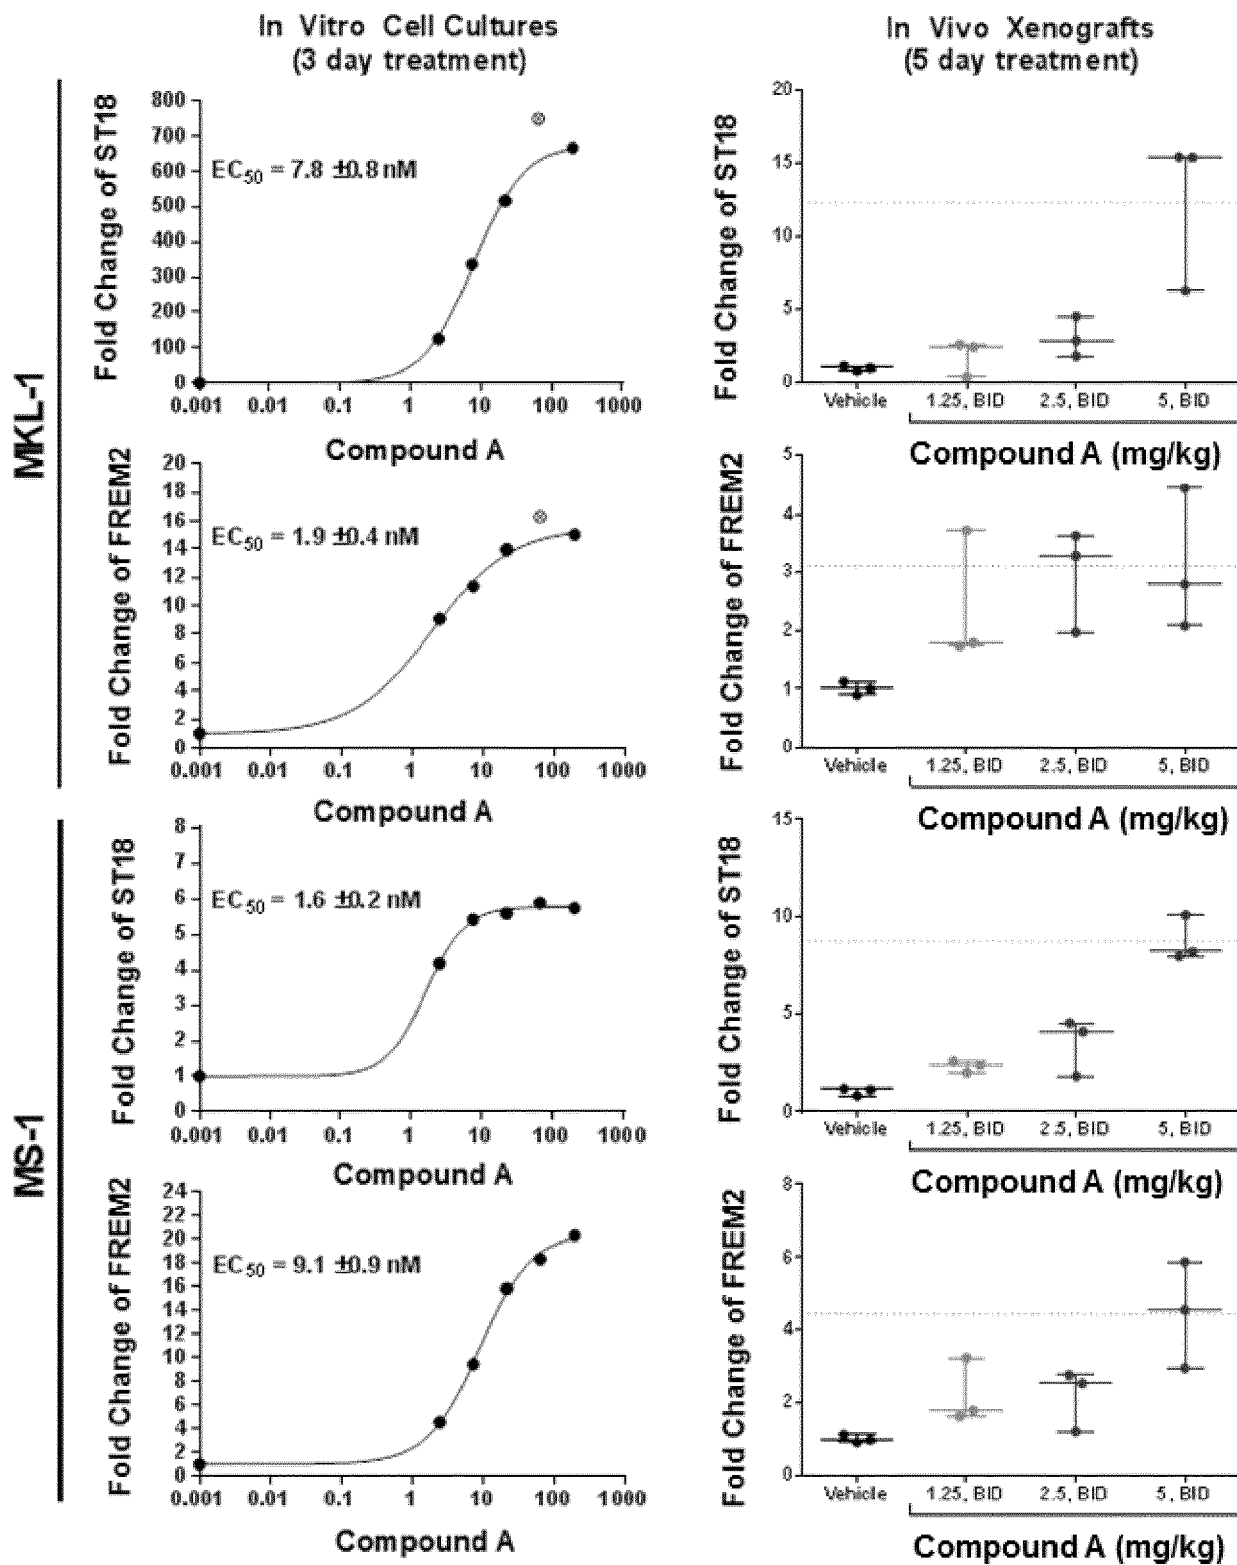 In Vitro Cell Cultures
(3 day treatment)
In Vivo Xenografts
(5 day treatment)
MKL-1
Fold Change of ST18
800
700
600
500
400
300
200
100
0
EC50 = 7.8 ±0.8 nM
0.001 0.01 0.1 1 10 100 1000
Compound A
Fold Change of ST18
20
15
10
5
0
Vehicle 1.25, BID 2.5, BID 5, BID
Compound A (mg/kg)
Fold Change of FREM2
20
18
16
14
12
10
8
6
4
2
0
EC50 = 1.9 ±0.4 nM
0.001 0.01 0.1 1 10 100 1000
Compound A
Fold Change of FREM2
5
4
3
2
1
0
Vehicle 1.25, BID 2.5, BID 5, BID
Compound A (mg/kg)
MS-1
Fold Change of ST18
8
7
6
5
4
3
2
1
0
EC50 = 1.6 ±0.2 nM
0.001 0.01 0.1 1 10 100 1000
Compound A
Fold Change of ST18
15
10
5
0
Vehicle 1.25, BID 2.5, BID 5, BID
Compound A (mg/kg)
Fold Change of FREM2
24
22
20
18
16
14
12
10
8
6
4
2
0
EC50 = 9.1 ±0.9 nM
0.001 0.01 0.1 1 10 100 1000
Compound A
Fold Change of FREM2
8
6
4
2
0
Vehicle 1.25, BID 2.5, BID 5, BID
Compound A (mg/kg)